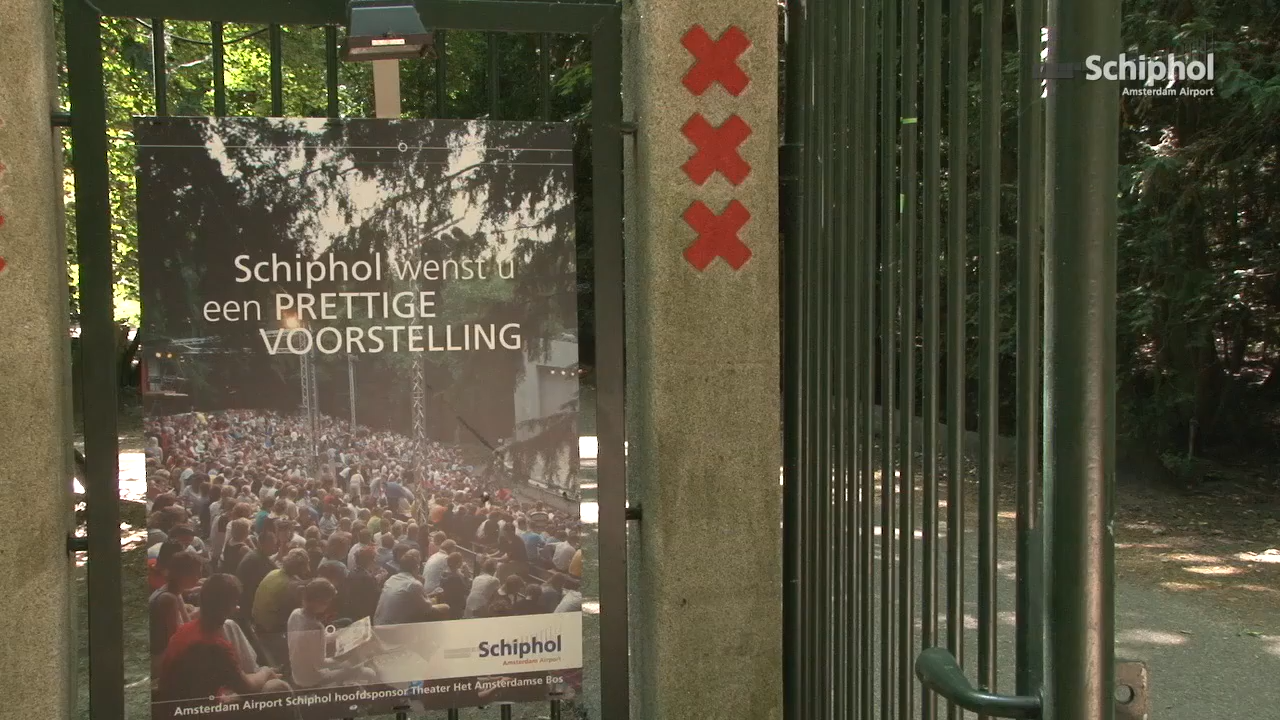 Schiphol
Amsterdam Airport
Schiphol wenst u
een PRETTIGE
VOORSTELLING
Schiphol
Amsterdam Airport
Amsterdam Airport Schiphol hoofdsponsor Theater Het Amsterdamse Bos